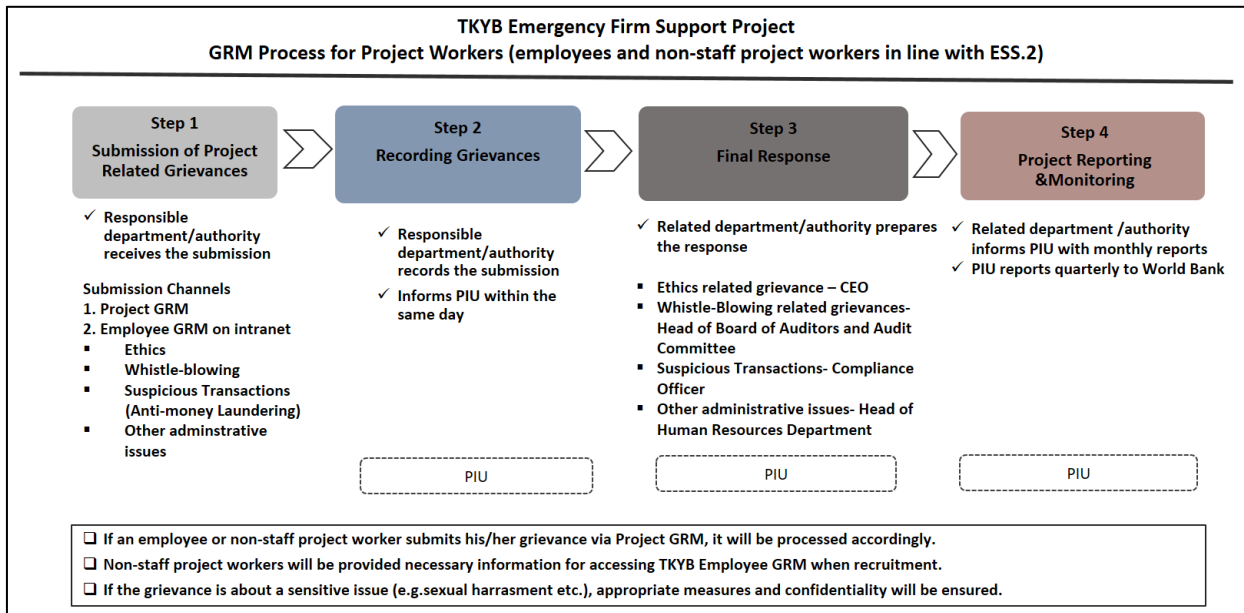 TKYB Emergency Firm Support Project
GRM Process for Project Workers (employees and non-staff project workers in line with ESS.2)
Step 1
Submission of Project
Related Grievances
✓ Responsible
department/authority
receives the submission
Submission Channels
1. Project GRM
2. Employee GRM on intranet
▪ Ethics
▪ Whistle-blowing
▪ Suspicious Transactions
(Anti-money Laundering)
▪ Other adminstrative
issues
Step 2
Recording Grievances
✓ Responsible
department/authority
records the submission
✓ Informs PIU within the
same day
PIU
Step 3
Final Response
✓ Related department/authority prepares
the response
▪ Ethics related grievance – CEO
▪ Whistle-Blowing related grievances-
Head of Board of Auditors and Audit
Committee
▪ Suspicious Transactions- Compliance
Officer
▪ Other administrative issues- Head of
Human Resources Department
PIU
Step 4
Project Reporting
&Monitoring
✓ Related department /authority
informs PIU with monthly reports
✓ PIU reports quarterly to World Bank
PIU
❑ If an employee or non-staff project worker submits his/her grievance via Project GRM, it will be processed accordingly.
❑ Non-staff project workers will be provided necessary information for accessing TKYB Employee GRM when recruitment.
❑ If the grievance is about a sensitive issue (e.g.sexual harrasment etc.), appropriate measures and confidentiality will be ensured.